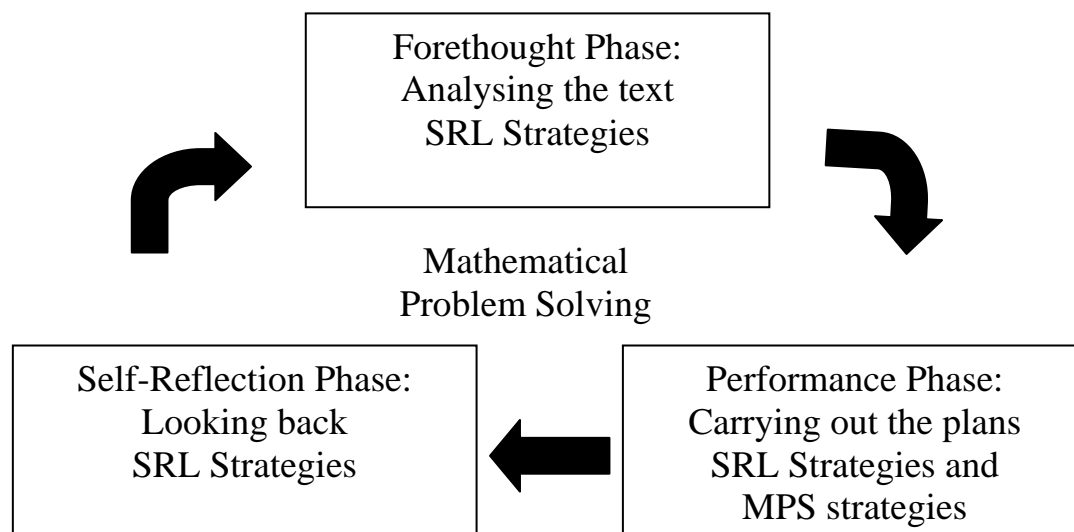 Forethought Phase:
Analysing the text
SRL Strategies
Mathematical
Problem Solving
Self-Reflection Phase:
Looking back
SRL Strategies
Performance Phase:
Carrying out the plans
SRL Strategies and
MPS strategies